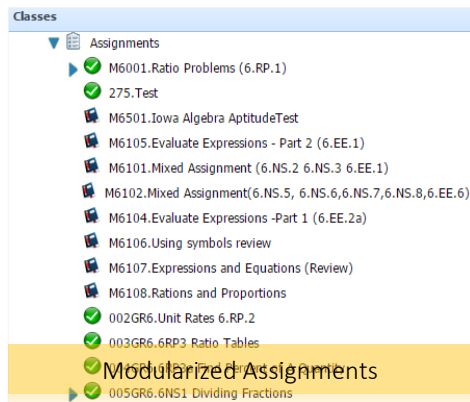 Classes
Assignments
M6001.Ratio Problems (6.RP.1)
275.Test
M6501.Iowa Algebra AptitudeTest
M6105.Evaluate Expressions - Part 2 (6.EE.1)
M6101.Mixed Assignment (6.NS.2 6.NS.3 6.EE.1)
M6102.Mixed Assignment(6.NS.5, 6.NS.6,6.NS.7,6.NS.8,6.EE.6)
M6104.Evaluate Expressions -Part 1 (6.EE.2a)
M6106.Using symbols review
M6107.Expressions and Equations (Review)
M6108.Rations and Proportions
002GR6.Unit Rates 6.RP.2
003GR6.6RP3 Ratio Tables
Modularized Assignments
005GR6.6NS1 Dividing Fractions